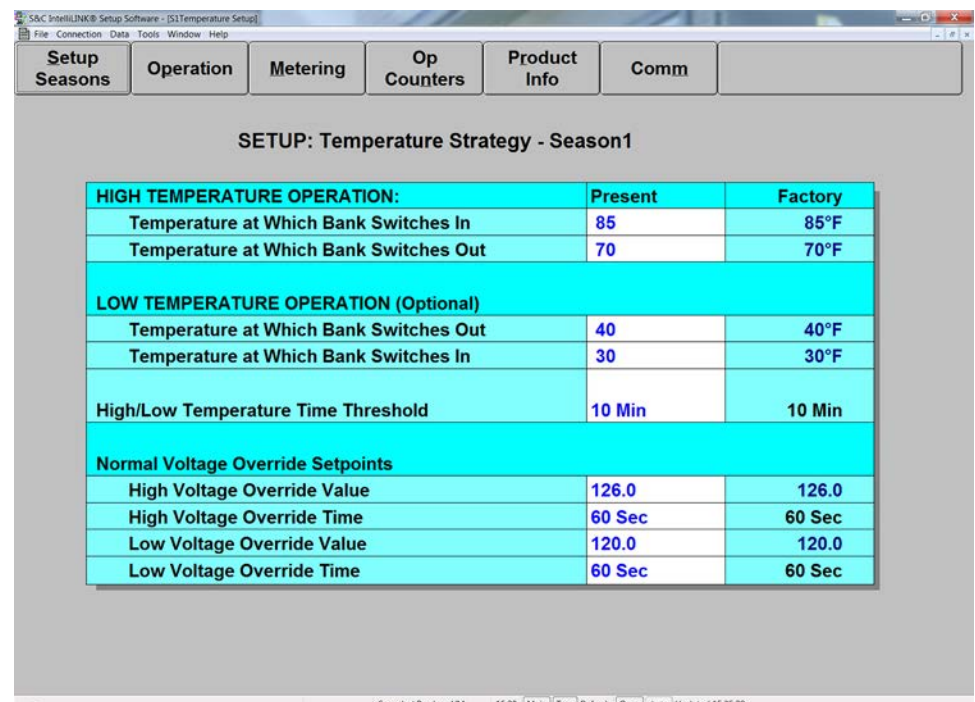 S&C IntelliLINK® Setup Software - [S1Temperature Setup]
File Connection Data Tools Window Help
Setup Seasons Operation Metering Op Counters Product Info Comm
SETUP: Temperature Strategy - Season1
HIGH TEMPERATURE OPERATION: Present Factory
Temperature at Which Bank Switches In 85 85°F
Temperature at Which Bank Switches Out 70 70°F
LOW TEMPERATURE OPERATION (Optional)
Temperature at Which Bank Switches Out 40 40°F
Temperature at Which Bank Switches In 30 30°F
High/Low Temperature Time Threshold 10 Min 10 Min
Normal Voltage Override Setpoints
High Voltage Override Value 126.0 126.0
High Voltage Override Time 60 Sec 60 Sec
Low Voltage Override Value 120.0 120.0
Low Voltage Override Time 60 Sec 60 Sec